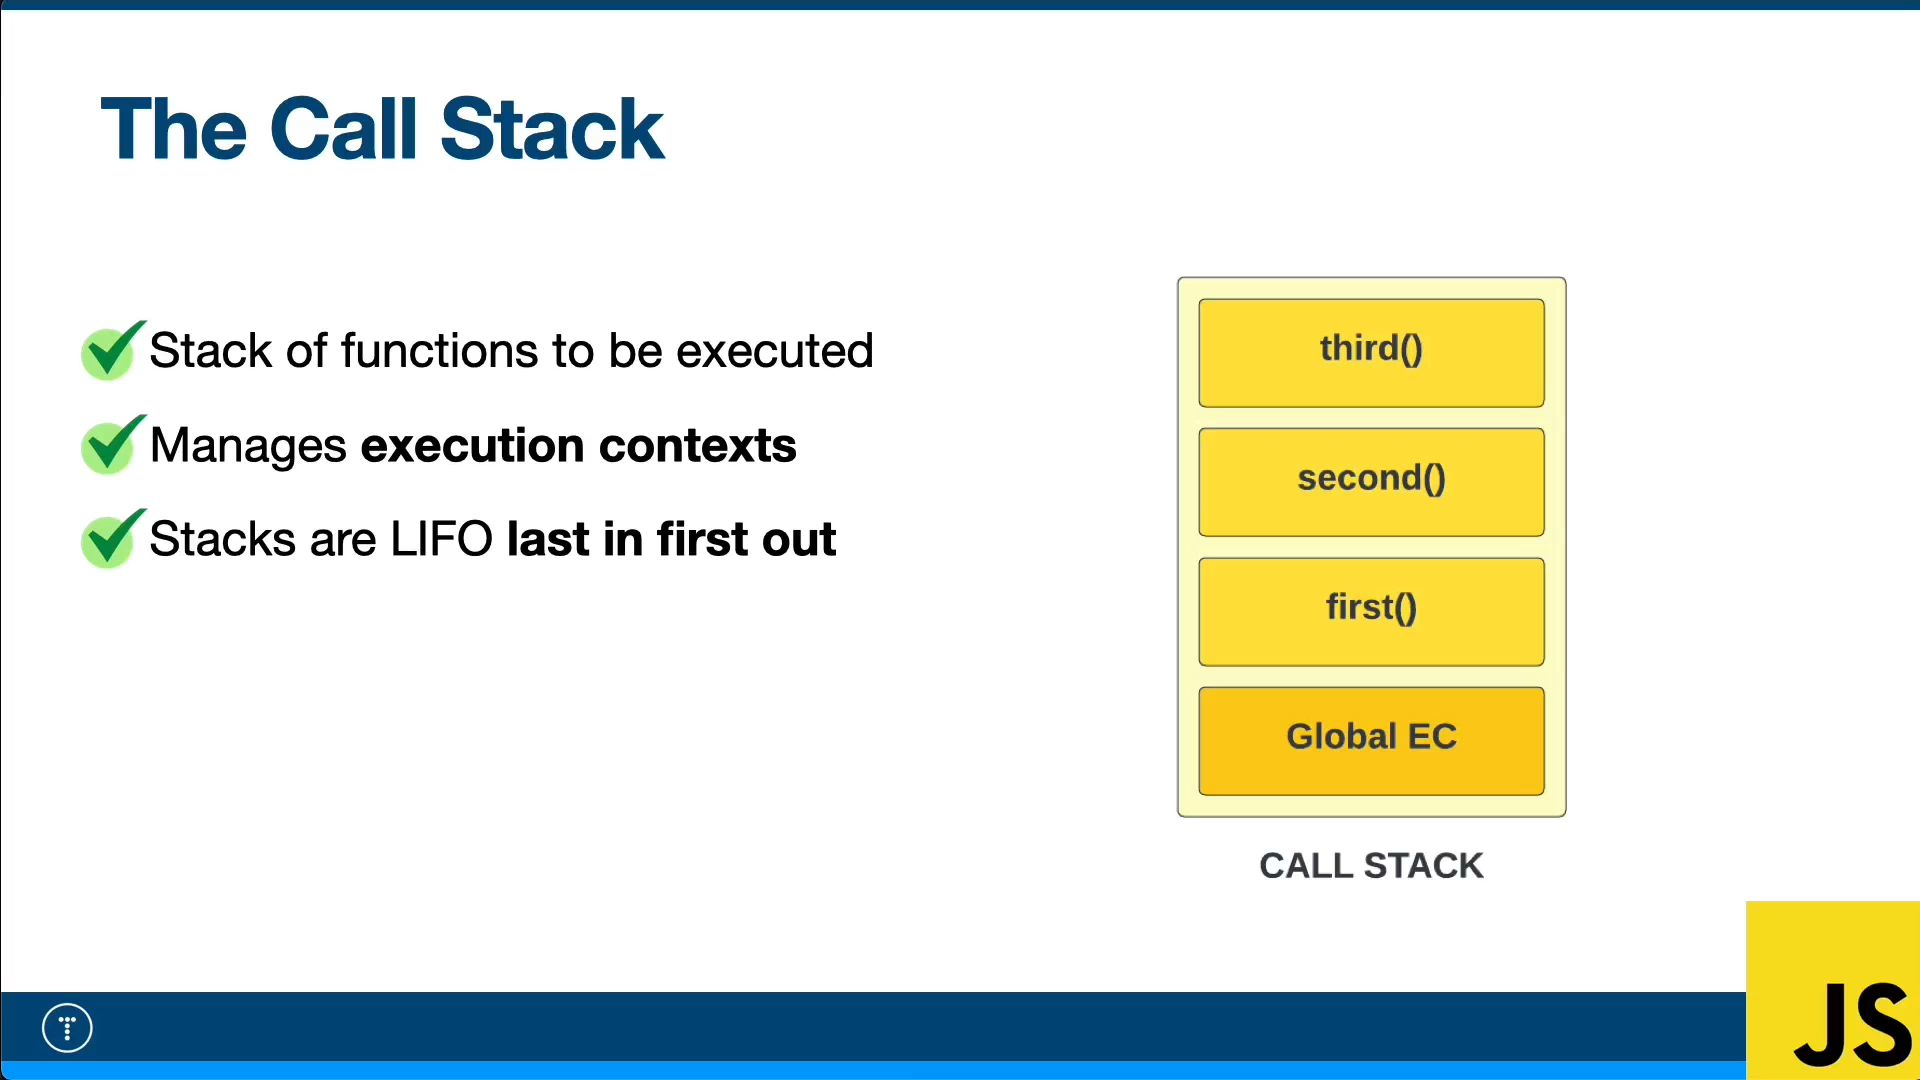 The Call Stack
Stack of functions to be executed
Manages execution contexts
Stacks are LIFO last in first out
third()
second()
first()
Global EC
CALL STACK
T
JS